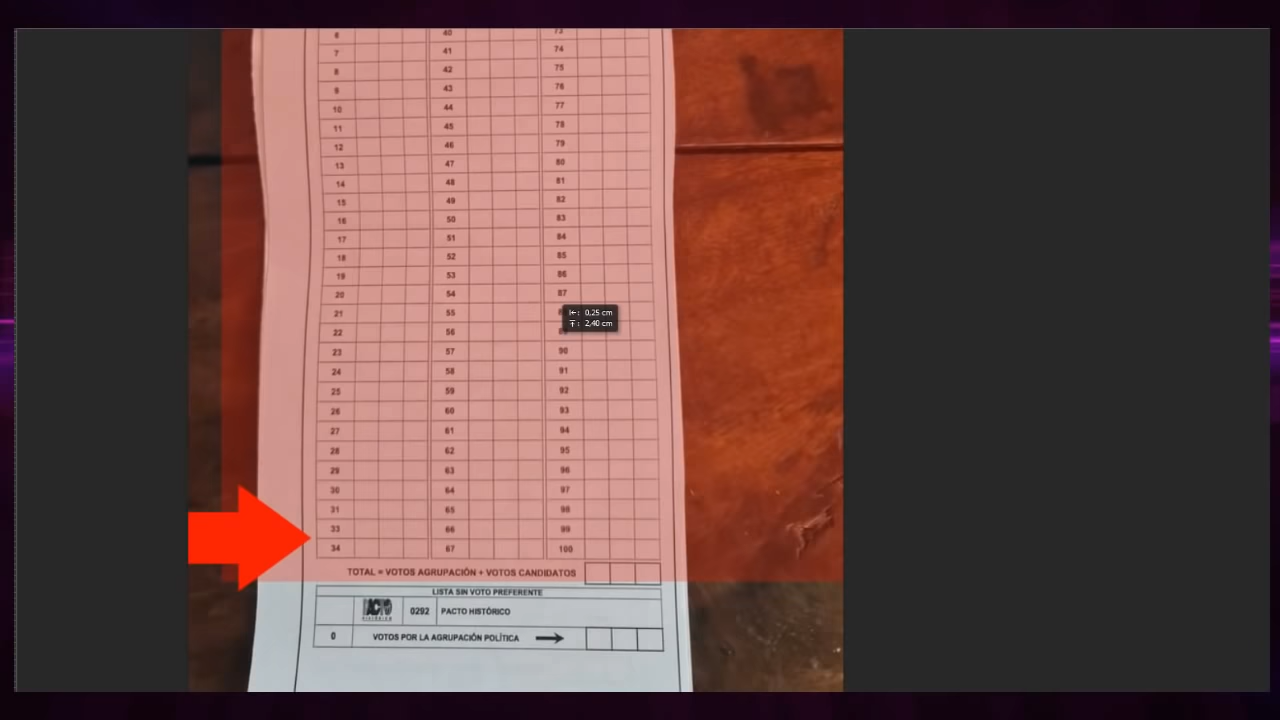 6 40 73
7 41 74
8 42 75
9 43 76
10 44 77
11 45 78
12 46 79
13 47 80
14 48 81
15 49 82
16 50 83
17 51 84
18 52 85
19 53 86
20 54 87
21 55
0,25 cm
2,40 cm
22 56
23 57 90
24 58 91
25 59 92
26 60 93
27 61 94
28 62 95
29 63 96
30 64 97
31 65 98
33 66 99
34 67 100
TOTAL = VOTOS AGRUPACIÓN + VOTOS CANDIDATOS
LISTA SIN VOTO PREFERENTE
PACTO HISTÓRICO 0292 PACTO HISTÓRICO
0 VOTOS POR LA AGRUPACIÓN POLÍTICA